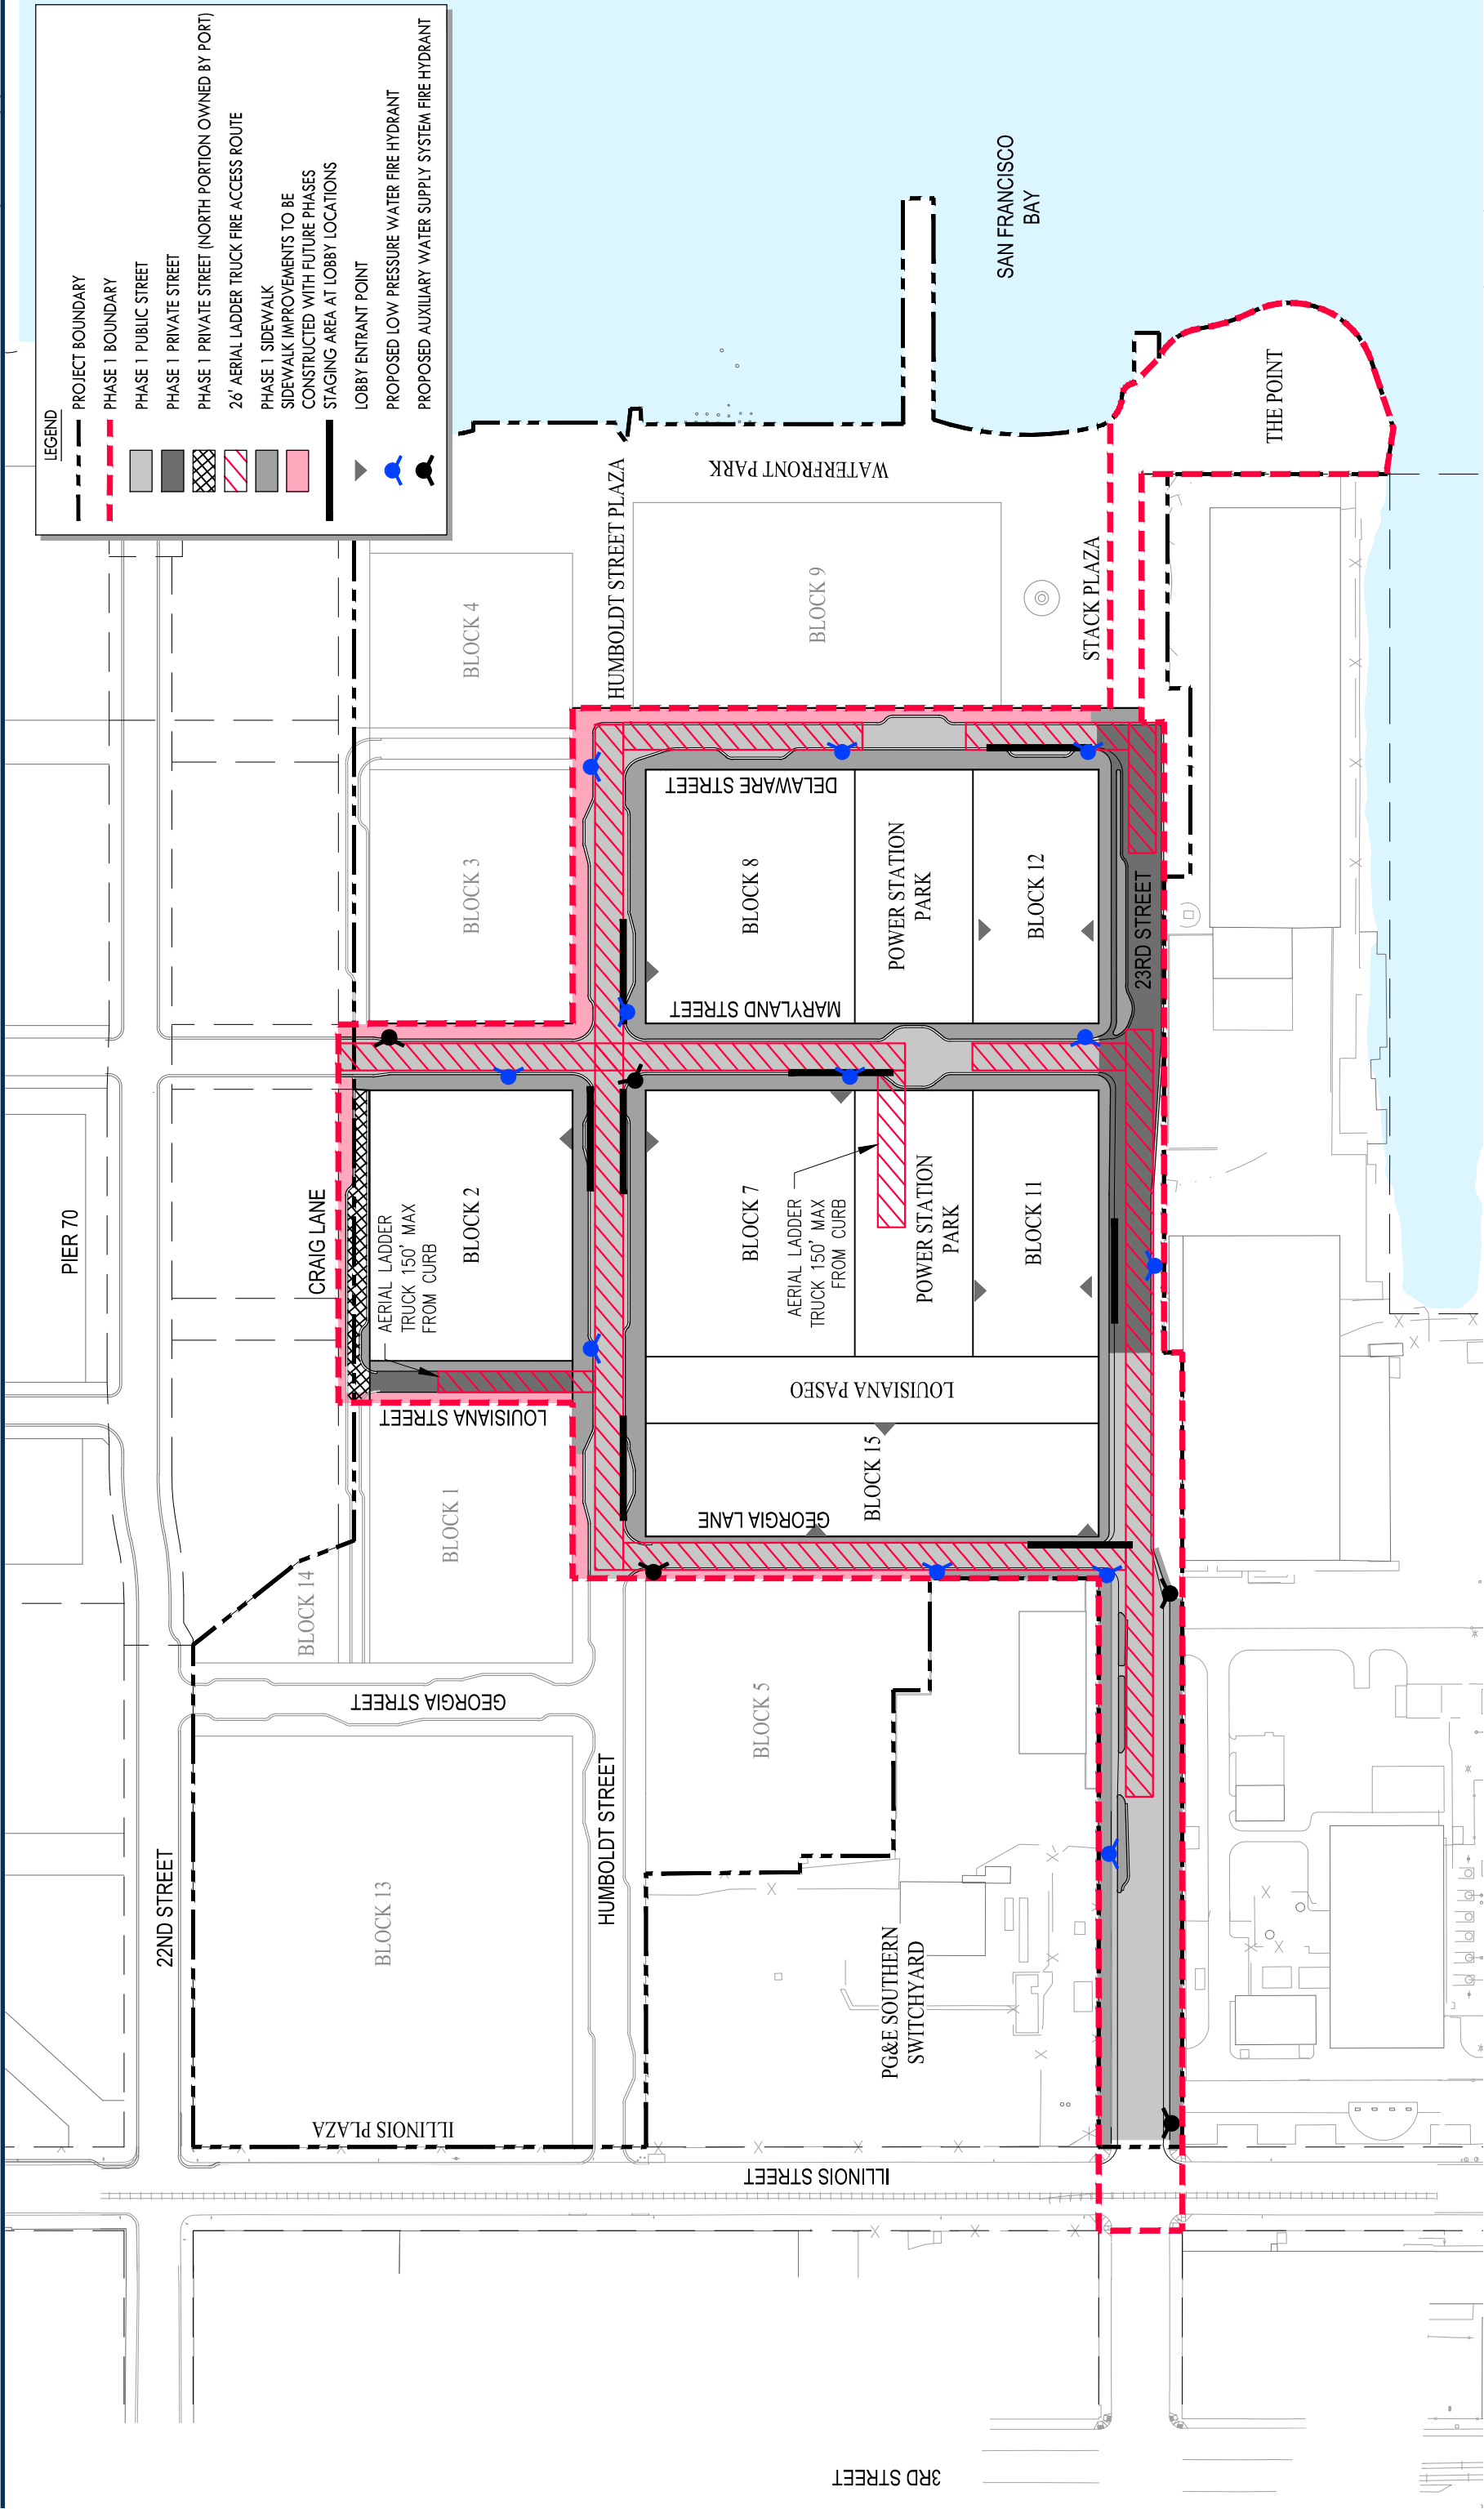 LEGEND
PROJECT BOUNDARY
PHASE 1 BOUNDARY
PHASE 1 PUBLIC STREET
PHASE 1 PRIVATE STREET
PHASE 1 PRIVATE STREET (NORTH PORTION OWNED BY PORT)
26' AERIAL LADDER TRUCK FIRE ACCESS ROUTE
PHASE 1 SIDEWALK
SIDEWALK IMPROVEMENTS TO BE
CONSTRUCTED WITH FUTURE PHASES
STAGING AREA AT LOBBY LOCATIONS
LOBBY ENTRANT POINT
PROPOSED LOW PRESSURE WATER FIRE HYDRANT
PROPOSED AUXILIARY WATER SUPPLY SYSTEM FIRE HYDRANT
PIER 70
22ND STREET
CRAIG LANE
BLOCK 14
GEORGIA STREET
BLOCK 13
ILLINOIS PLAZA
BLOCK 1
LOUISIANA STREET
AERIAL LADDER
TRUCK 150' MAX
FROM CURB
BLOCK 2
BLOCK 3
BLOCK 4
HUMBOLDT STREET
HUMBOLDT STREET PLAZA
WATERFRONT PARK
ILLINOIS STREET
BLOCK 5
GEORGIA LANE
BLOCK 15
LOUISIANA PASEO
BLOCK 7
AERIAL LADDER
TRUCK 150' MAX
FROM CURB
MARYLAND STREET
BLOCK 8
DELAWARE STREET
BLOCK 9
PG&E SOUTHERN
SWITCHYARD
POWER STATION
PARK
POWER STATION
PARK
BLOCK 11
BLOCK 12
STACK PLAZA
SAN FRANCISCO
BAY
23RD STREET
THE POINT
3RD STREET